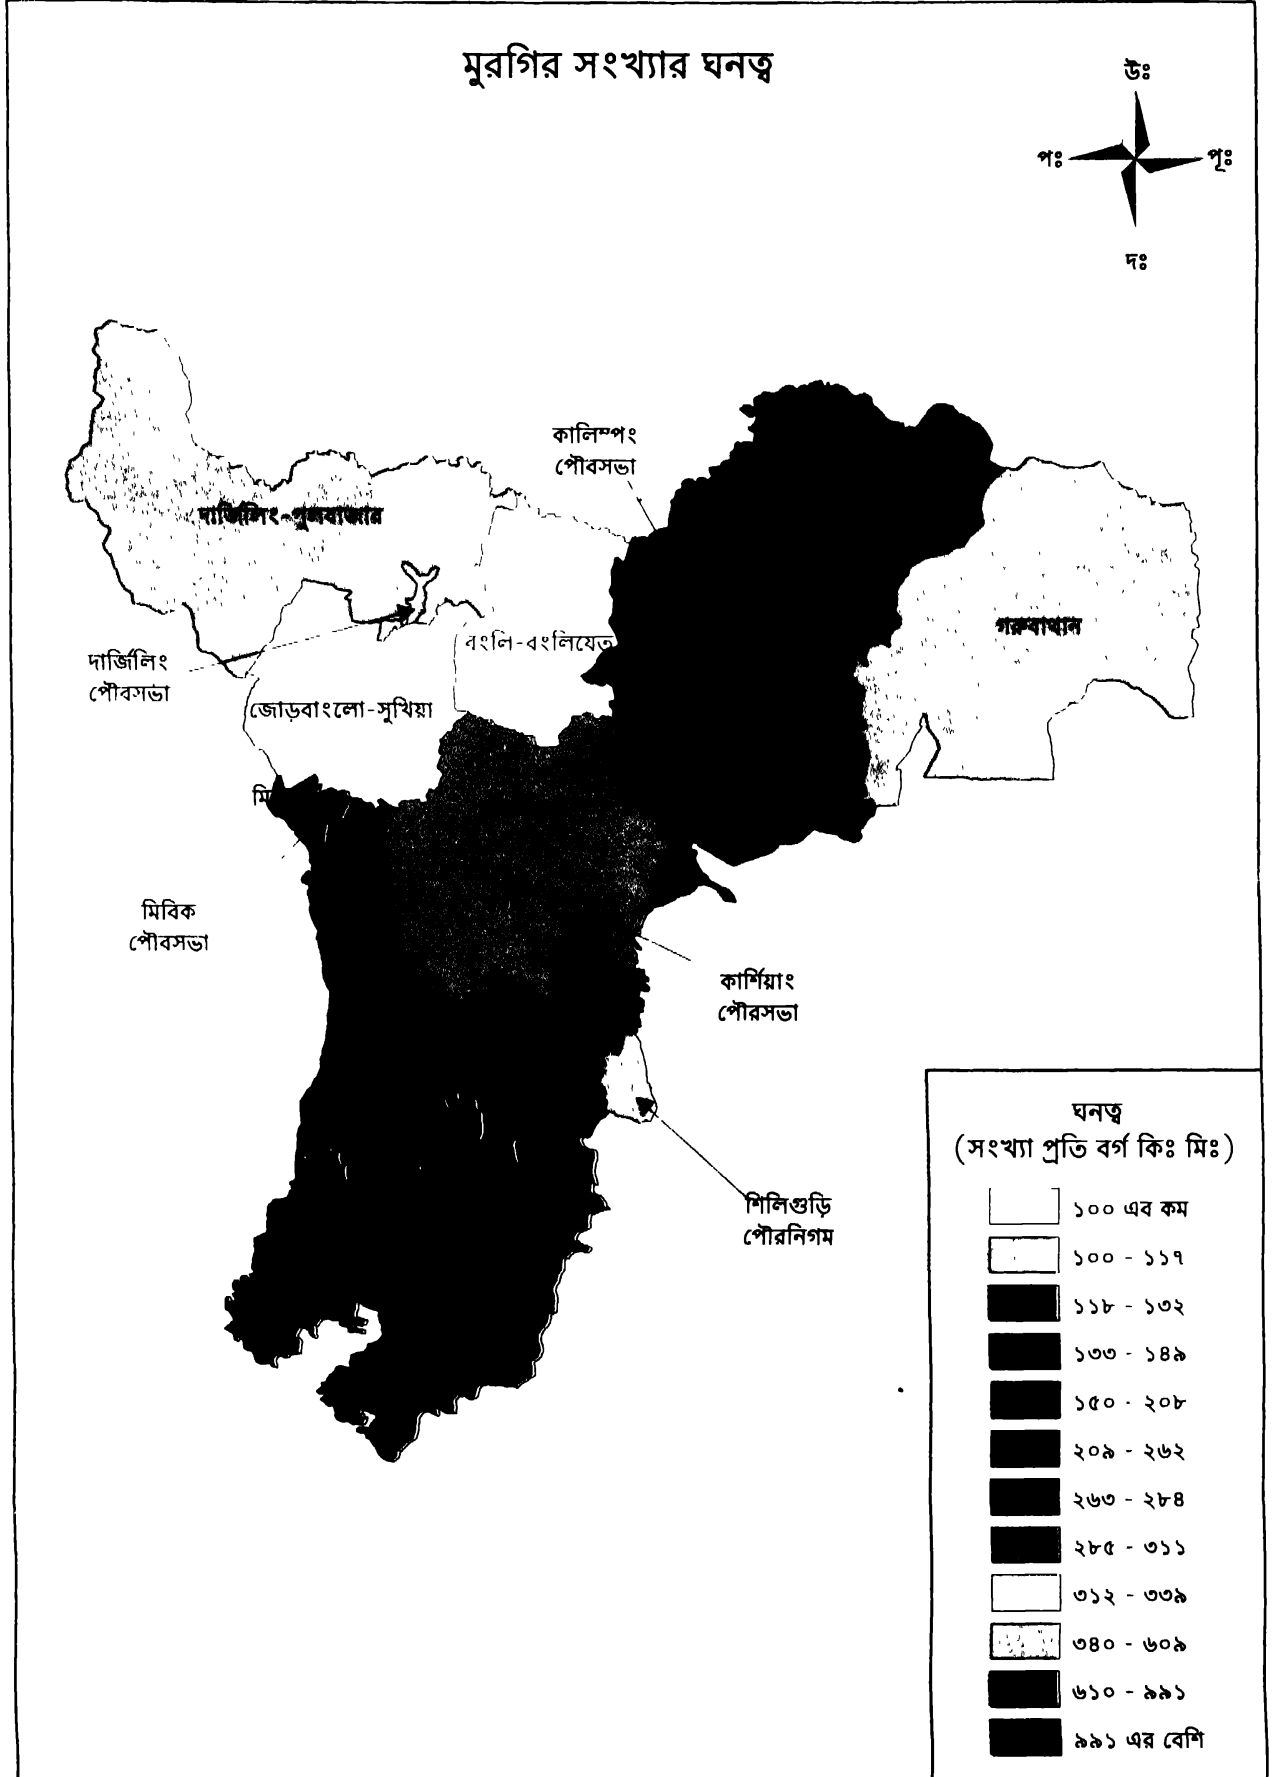 মুরগির সংখ্যার ঘনত্ব
উঃ
পঃ
পূঃ
দঃ
কালিম্পং
পৌবসভা
দার্জিলিং-পুলবাজার
গরুবাথান
বংলি-বংলিযেত
দার্জিলিং
পৌবসভা
জোড়বাংলো-সুখিয়া
মি
মিবিক
পৌবসভা
কার্শিয়াং
পৌরসভা
শিলিগুড়ি
পৌরনিগম
ঘনত্ব
(সংখ্যা প্রতি বর্গ কিঃ মিঃ)
১০০ এব কম
১০০ - ১১৭
১১৮ - ১৩২
১৩৩ - ১৪৯
১৫০ - ২০৮
২০৯ - ২৬২
২৬৩ - ২৮৪
২৮৫ - ৩১১
৩১২ - ৩৩৯
৩৪০ - ৬০৯
৬১০ - ৯৯১
৯৯১ এর বেশি